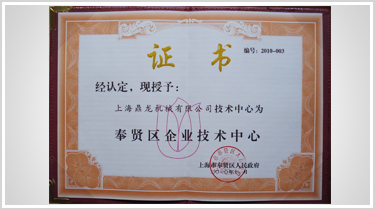 证书
编号：2010-003
经认定，现授予：
上海鼎龙机械有限公司技术中心为
奉贤区企业技术中心
上海市奉贤区人民政府